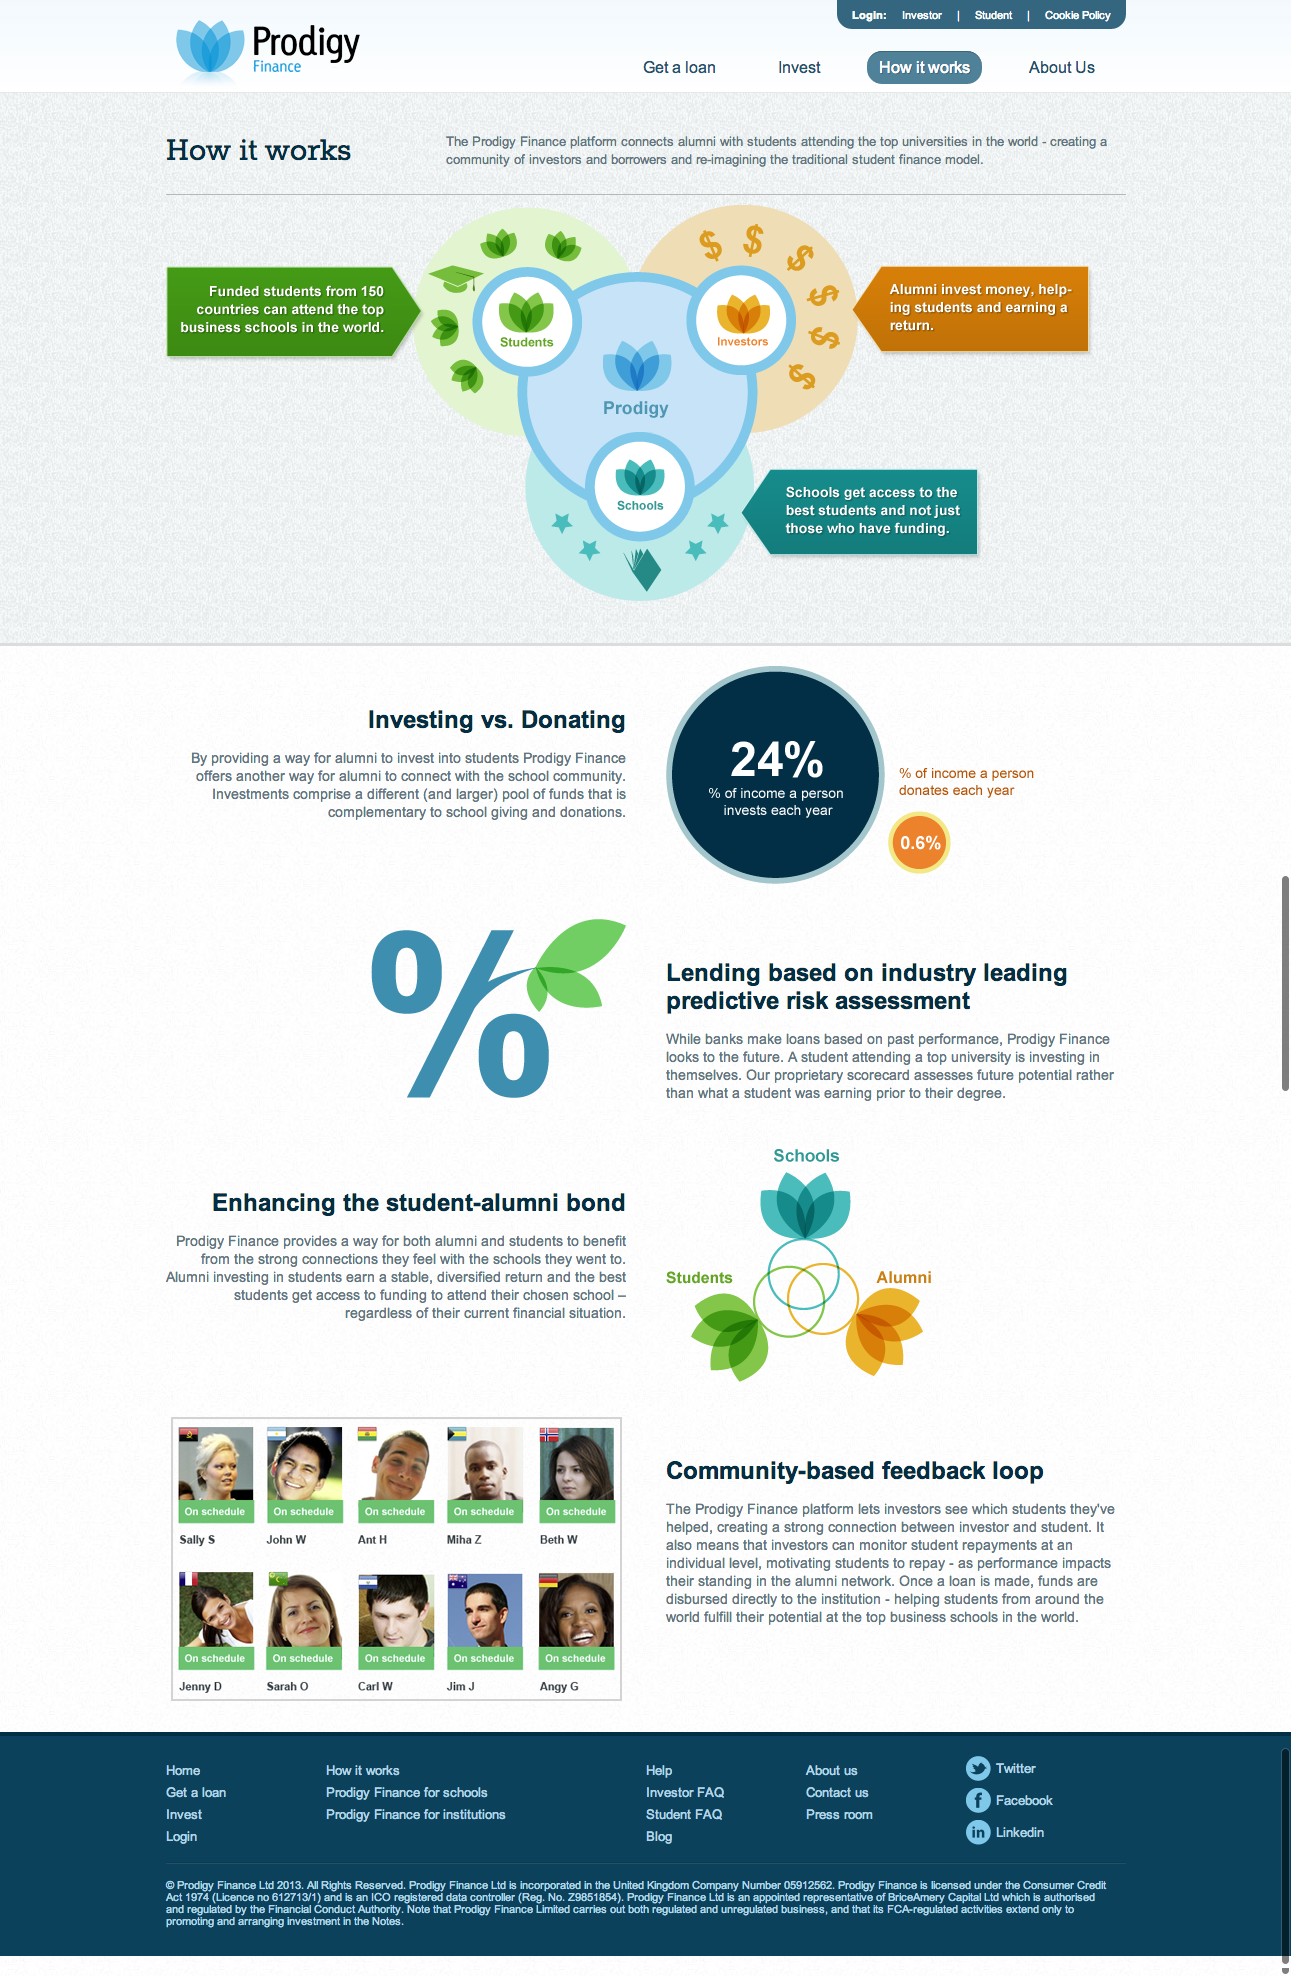 Login: Investor | Student | Cookie Policy
Prodigy
Finance
Get a loan Invest How it works About Us
How it works
The Prodigy Finance platform connects alumni with students attending the top universities in the world - creating a
community of investors and borrowers and re-imagining the traditional student finance model.
Funded students from 150
countries can attend the top
business schools in the world.
Students
Investors
Alumni invest money, help-
ing students and earning a
return.
Prodigy
Schools
Schools get access to the
best students and not just
those who have funding.
Investing vs. Donating
By providing a way for alumni to invest into students Prodigy Finance
offers another way for alumni to connect with the school community.
Investments comprise a different (and larger) pool of funds that is
complementary to school giving and donations.
24%
% of income a person
invests each year
% of income a person
donates each year
0.6%
%
Lending based on industry leading
predictive risk assessment
While banks make loans based on past performance, Prodigy Finance
looks to the future. A student attending a top university is investing in
themselves. Our proprietary scorecard assesses future potential rather
than what a student was earning prior to their degree.
Enhancing the student-alumni bond
Prodigy Finance provides a way for both alumni and students to benefit
from the strong connections they feel with the schools they went to.
Alumni investing in students earn a stable, diversified return and the best
students get access to funding to attend their chosen school –
regardless of their current financial situation.
Schools
Students
Alumni
On schedule On schedule On schedule On schedule On schedule
Sally S John W Ant H Miha Z Beth W
On schedule On schedule On schedule On schedule On schedule
Jenny D Sarah O Carl W Jim J Angy G
Community-based feedback loop
The Prodigy Finance platform lets investors see which students they've
helped, creating a strong connection between investor and student. It
also means that investors can monitor student repayments at an
individual level, motivating students to repay - as performance impacts
their standing in the alumni network. Once a loan is made, funds are
disbursed directly to the institution - helping students from around the
world fulfill their potential at the top business schools in the world.
Home
Get a loan
Invest
Login
How it works
Prodigy Finance for schools
Prodigy Finance for institutions
Help
Investor FAQ
Student FAQ
Blog
About us
Contact us
Press room
Twitter
f Facebook
in Linkedin
© Prodigy Finance Ltd 2013. All Rights Reserved. Prodigy Finance Ltd is incorporated in the United Kingdom Company Number 05912562. Prodigy Finance is licensed under the Consumer Credit
Act 1974 (Licence no 612713/1) and is an ICO registered data controller (Reg. No. Z9851854). Prodigy Finance Ltd is an appointed representative of BriceAmery Capital Ltd which is authorised
and regulated by the Financial Conduct Authority. Note that Prodigy Finance Limited carries out both regulated and unregulated business, and that its FCA-regulated activities extend only to
promoting and arranging investment in the Notes.